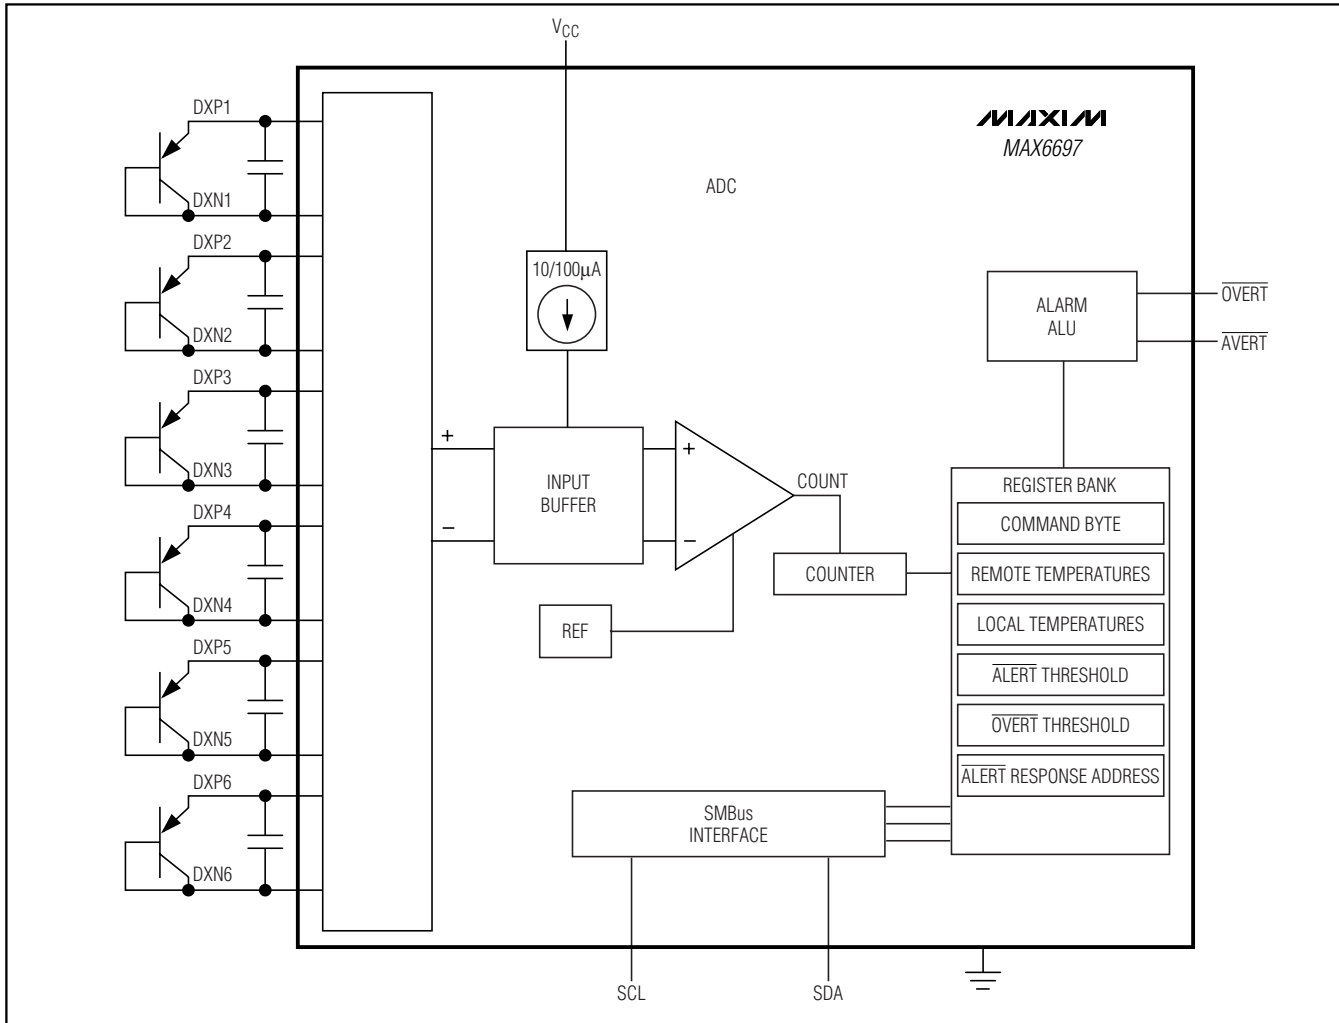 VCC
DXP1
DXN1
DXP2
DXN2
DXP3
DXN3
DXP4
DXN4
DXP5
DXN5
DXP6
DXN6
MAXIM
MAX6697
ADC
10/100µA
+
−
INPUT
BUFFER
+
−
COUNT
COUNTER
REF
ALARM
ALU
OVERT
AVERT
REGISTER BANK
COMMAND BYTE
REMOTE TEMPERATURES
LOCAL TEMPERATURES
ALERT THRESHOLD
OVERT THRESHOLD
ALERT RESPONSE ADDRESS
SMBus
INTERFACE
SCL
SDA